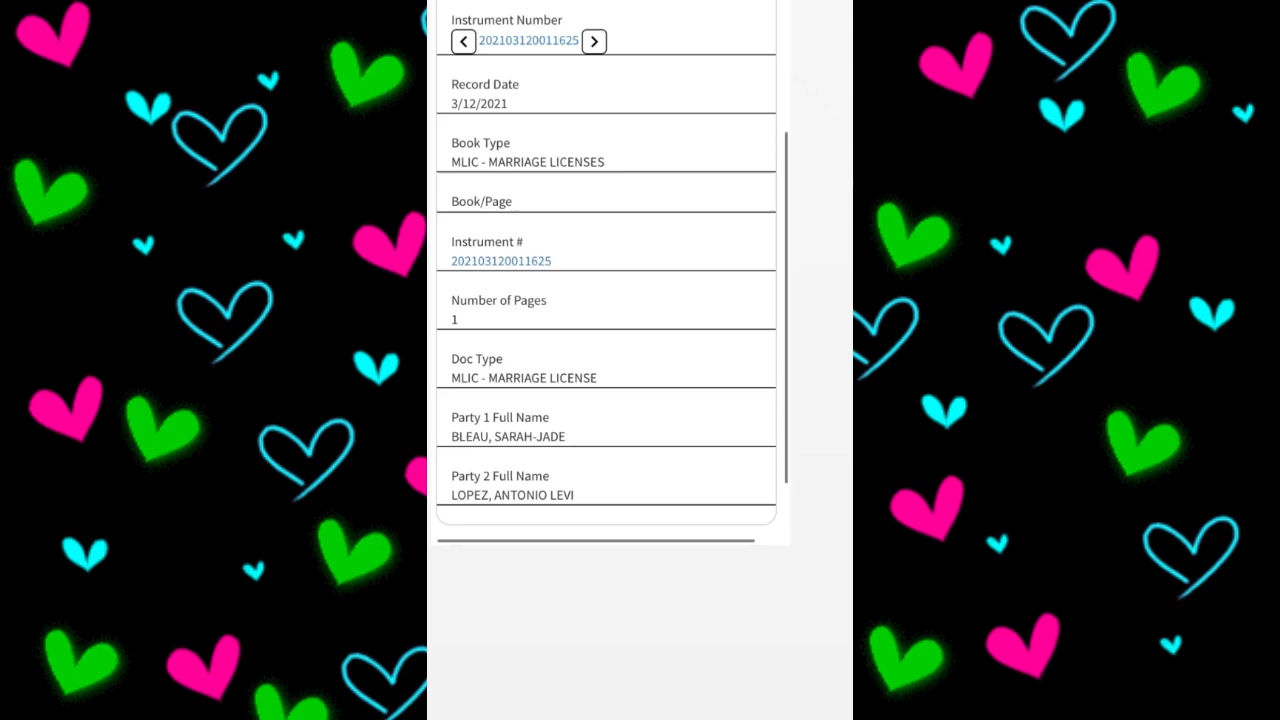 Instrument Number
202103120011625
Record Date
3/12/2021
Book Type
MLIC - MARRIAGE LICENSES
Book/Page
Instrument #
202103120011625
Number of Pages
1
Doc Type
MLIC - MARRIAGE LICENSE
Party 1 Full Name
BLEAU, SARAH-JADE
Party 2 Full Name
LOPEZ, ANTONIO LEVI